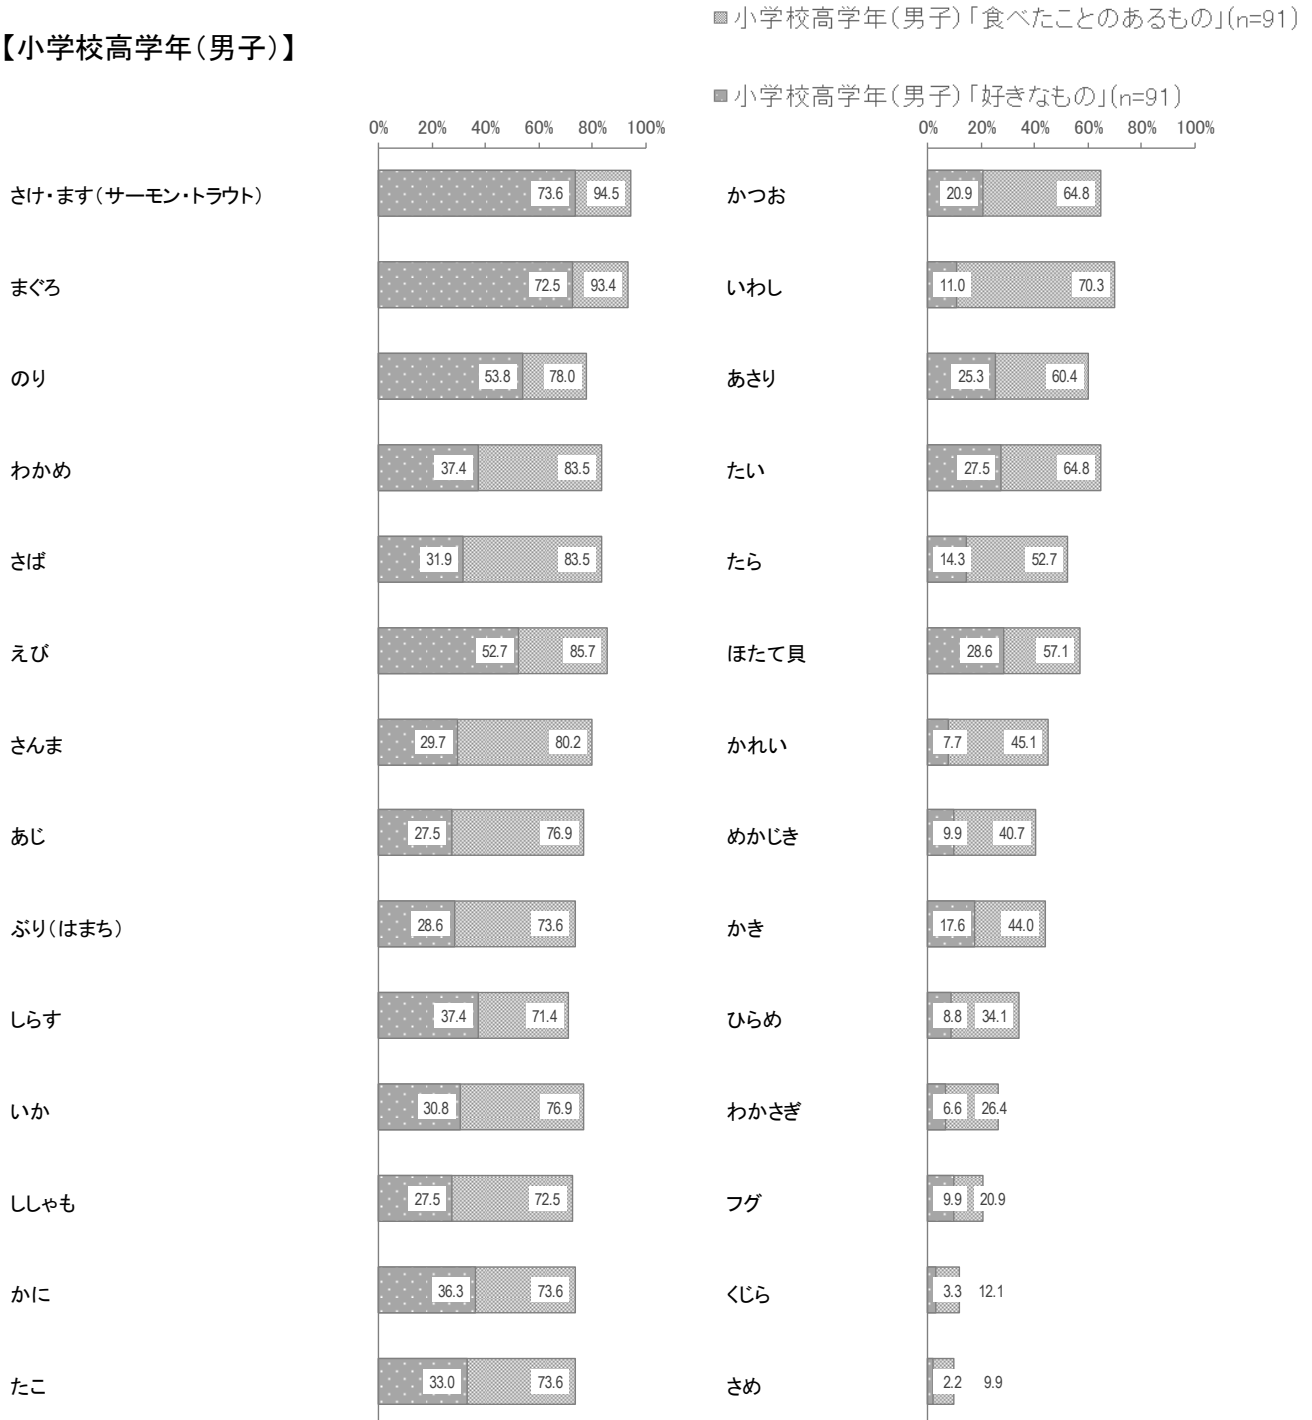 小学校高学年(男子)「食べたことのあるもの」(n=91)
【小学校高学年(男子)】
小学校高学年(男子)「好きなもの」(n=91)
0% 20% 40% 60% 80% 100%
さけ・ます(サーモン・トラウト) 73.6 94.5
まぐろ 72.5 93.4
のり 53.8 78.0
わかめ 37.4 83.5
さば 31.9 83.5
えび 52.7 85.7
さんま 29.7 80.2
あじ 27.5 76.9
ぶり(はまち) 28.6 73.6
しらす 37.4 71.4
いか 30.8 76.9
ししゃも 27.5 72.5
かに 36.3 73.6
たこ 33.0 73.6
0% 20% 40% 60% 80% 100%
かつお 20.9 64.8
いわし 11.0 70.3
あさり 25.3 60.4
たい 27.5 64.8
たら 14.3 52.7
ほたて貝 28.6 57.1
かれい 7.7 45.1
めかじき 9.9 40.7
かき 17.6 44.0
ひらめ 8.8 34.1
わかさぎ 6.6 26.4
フグ 9.9 20.9
くじら 3.3 12.1
さめ 2.2 9.9